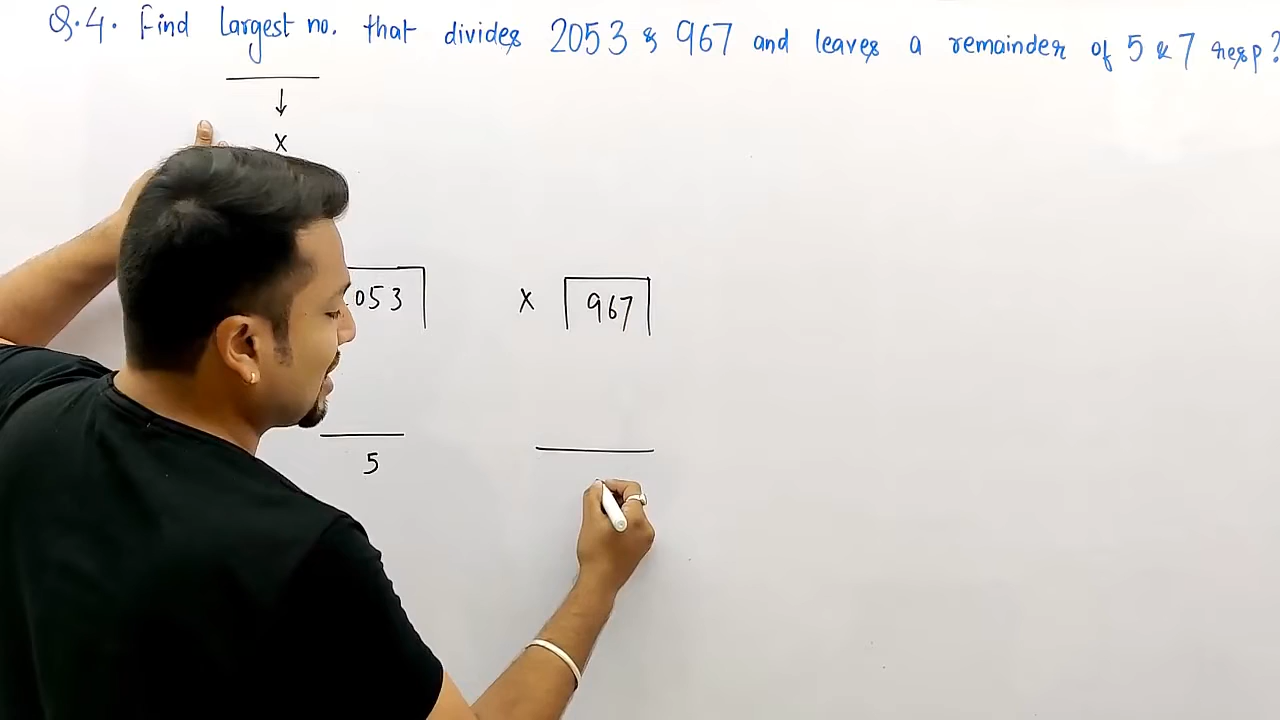 Q.4. Find largest no. that divides 2053 & 967 and leaves a remainder of 5 & 7 resp?
↓
x
053 x 967
5